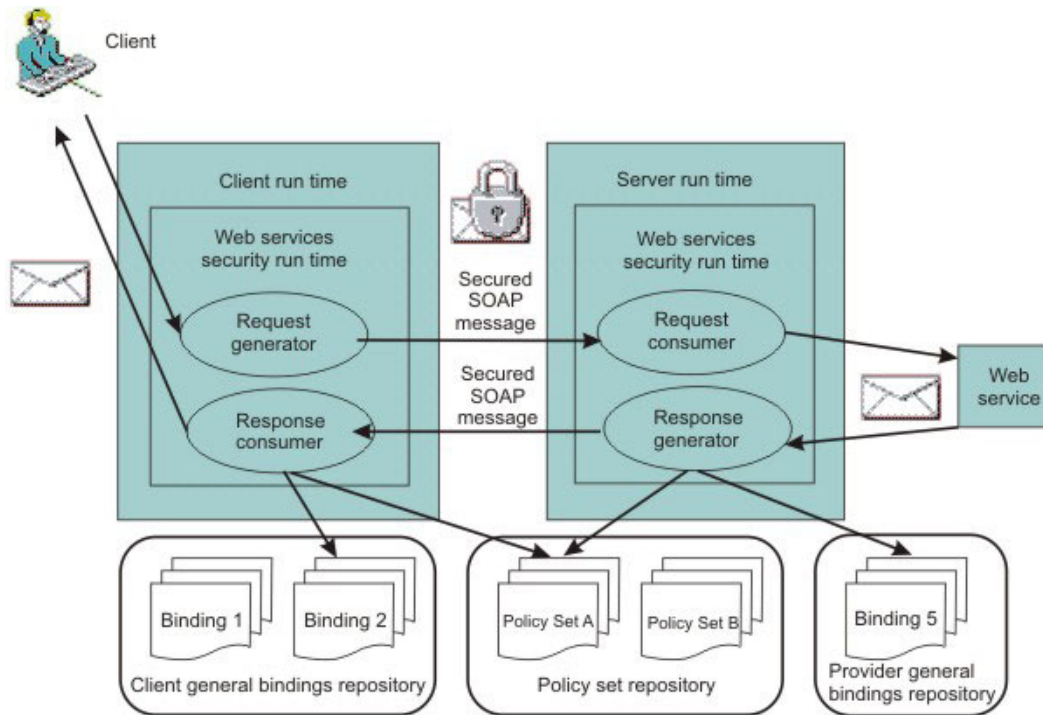 Client
Client run time
Server run time
Web services
security run time
Web services
security run time
Secured
SOAP
message
Request
generator
Request
consumer
Web
service
Secured
SOAP
message
Response
consumer
Response
generator
Binding 1
Binding 2
Policy Set A
Policy Set B
Binding 5
Client general bindings repository
Policy set repository
Provider general
bindings repository